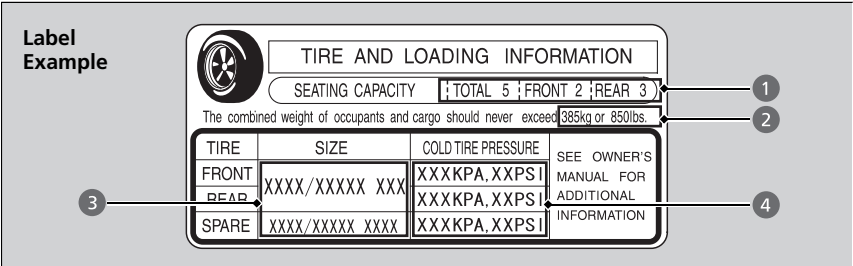 Label
Example
TIRE AND LOADING INFORMATION
SEATING CAPACITY TOTAL 5 FRONT 2 REAR 3
1
The combined weight of occupants and cargo should never exceed 385kg or 850lbs.
2
TIRE SIZE COLD TIRE PRESSURE
SEE OWNER'S
MANUAL FOR
ADDITIONAL
INFORMATION
FRONT XXXX/XXXXX XXX XXXKPA,XXPSI
REAR XXXKPA,XXPSI
SPARE XXXX/XXXXX XXXX XXXKPA,XXPSI
3
4